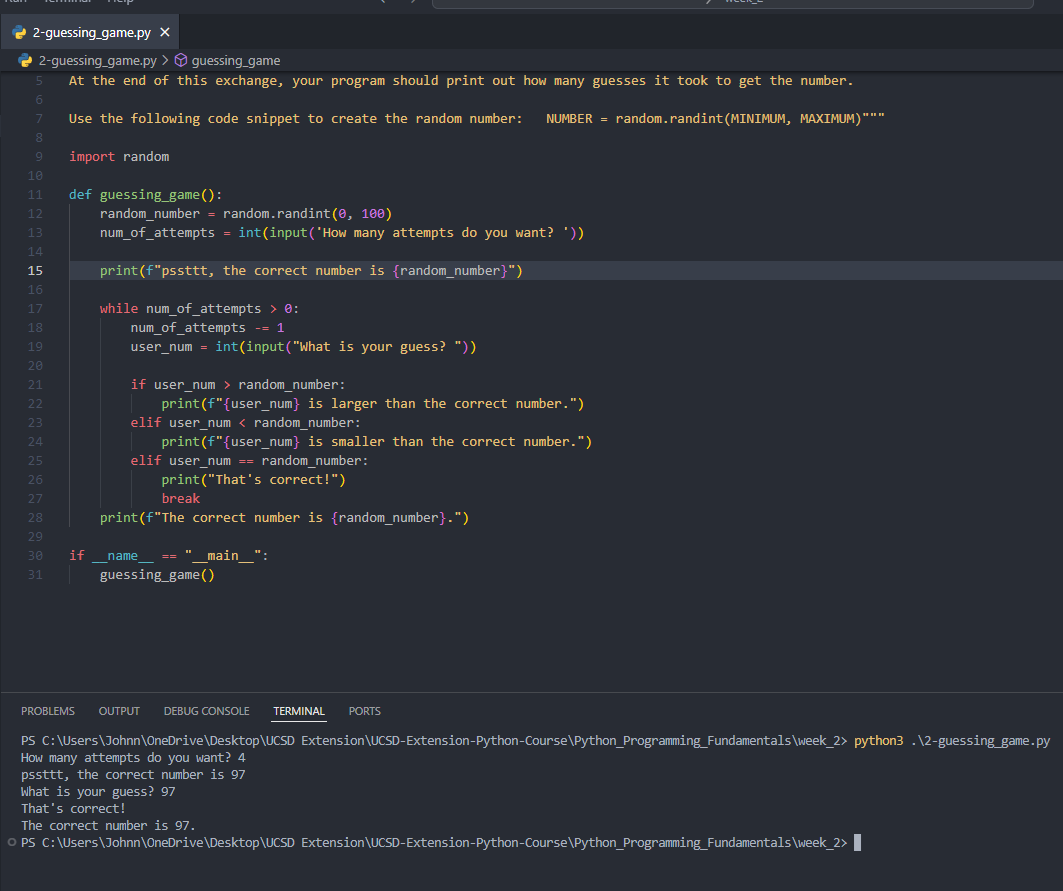 Run Terminal Help
week_2
2-guessing_game.py
2-guessing_game.py > guessing_game
5 At the end of this exchange, your program should print out how many guesses it took to get the number.
6
7 Use the following code snippet to create the random number:   NUMBER = random.randint(MINIMUM, MAXIMUM)"""
8
9 import random
10
11 def guessing_game():
12     random_number = random.randint(0, 100)
13     num_of_attempts = int(input('How many attempts do you want? '))
14
15     print(f"pssttt, the correct number is {random_number}")
16
17     while num_of_attempts > 0:
18         num_of_attempts -= 1
19         user_num = int(input("What is your guess? "))
20
21         if user_num > random_number:
22             print(f"{user_num} is larger than the correct number.")
23         elif user_num < random_number:
24             print(f"{user_num} is smaller than the correct number.")
25         elif user_num == random_number:
26             print("That's correct!")
27             break
28     print(f"The correct number is {random_number}.")
29
30 if __name__ == "__main__":
31     guessing_game()
PROBLEMS OUTPUT DEBUG CONSOLE TERMINAL PORTS
PS C:\Users\Johnn\OneDrive\Desktop\UCSD Extension\UCSD-Extension-Python-Course\Python_Programming_Fundamentals\week_2> python3 .\2-guessing_game.py
How many attempts do you want? 4
pssttt, the correct number is 97
What is your guess? 97
That's correct!
The correct number is 97.
PS C:\Users\Johnn\OneDrive\Desktop\UCSD Extension\UCSD-Extension-Python-Course\Python_Programming_Fundamentals\week_2>